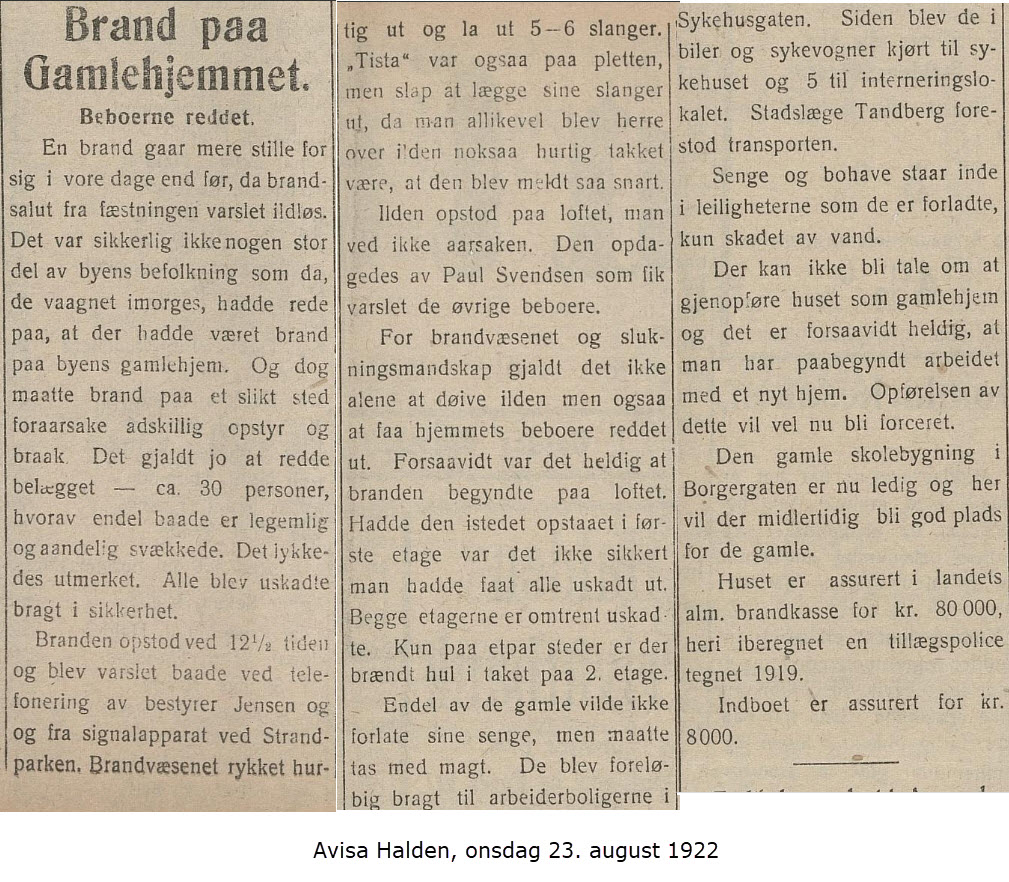 Brand paa
Gamlehjemmet.
Beboerne reddet.
En brand gaar mere stille for
sig i vore dage end før, da brand-
salut fra fæstningen varslet ildløs.
Det var sikkerlig ikke nogen stor
del av byens befolkning som da,
de vaagnet imorges, hadde rede
paa, at der hadde været brand
paa byens gamlehjem. Og dog
maatte brand paa et slikt sted
foraarsake adskillig opstyr og
braak. Det gjaldt jo at redde
belægget — ca. 30 personer,
hvorav endel baade er legemlig
og aandelig svækkede. Det lykke-
des utmerket. Alle blev uskadte
bragt i sikkerhet.
Branden opstod ved 12½ tiden
og blev varslet baade ved tele-
fonering av bestyrer Jensen og
og fra signalapparat ved Strand-
parken. Brandvæsenet rykket hur-
tig ut og la ut 5—6 slanger.
„Tista“ var ogsaa paa pletten,
men slap at lægge sine slanger
ut, da man allikevel blev herre
over i'den noksaa hurtig takket
være, at den blev meldt saa snart.
Ilden opstod paa loftet, man
ved ikke aarsaken. Den opda-
gedes av Paul Svendsen som fik
varslet de øvrige beboere.
For brandvæsenet og sluk-
ningsmandskap gjaldt det ikke
alene at døive ilden men ogsaa
at faa hjemmets beboere reddet
ut. Forsaavidt var det heldig at
branden begyndte paa loftet.
Hadde den istedet opstaaet i før-
ste etage var det ikke sikkert
man hadde faat alle uskadt ut.
Begge etagerne er omtrent uskad-
te. Kun paa etpar steder er der
brændt hul i taket paa 2. etage.
Endel av de gamle vilde ikke
forlate sine senge, men maatte
tas med magt. De blev forelø-
big bragt til arbeiderboligerne i
Sykehusgaten. Siden blev de i
biler og sykevogner kjørt til sy-
kehuset og 5 til interneringslo-
kalet. Stadslæge Tandberg fore-
stod transporten.
Senge og bohave staar inde
i leiligheterne som de er forladte,
kun skadet av vand.
Der kan ikke bli tale om at
gjenopføre huset som gamlehjem
og det er forsaavidt heldig, at
man har paabegyndt arbeidet
med et nyt hjem. Opførelsen av
dette vil vel nu bli forceret.
Den gamle skolebygning i
Borgergaten er nu ledig og her
vil der midlertidig bli god plads
for de gamle.
Huset er assurert i landets
alm. brandkasse for kr. 80 000,
heri iberegnet en tillægspolice
tegnet 1919.
Indboet er assurert for kr.
8000.
Avisa Halden, onsdag 23. august 1922